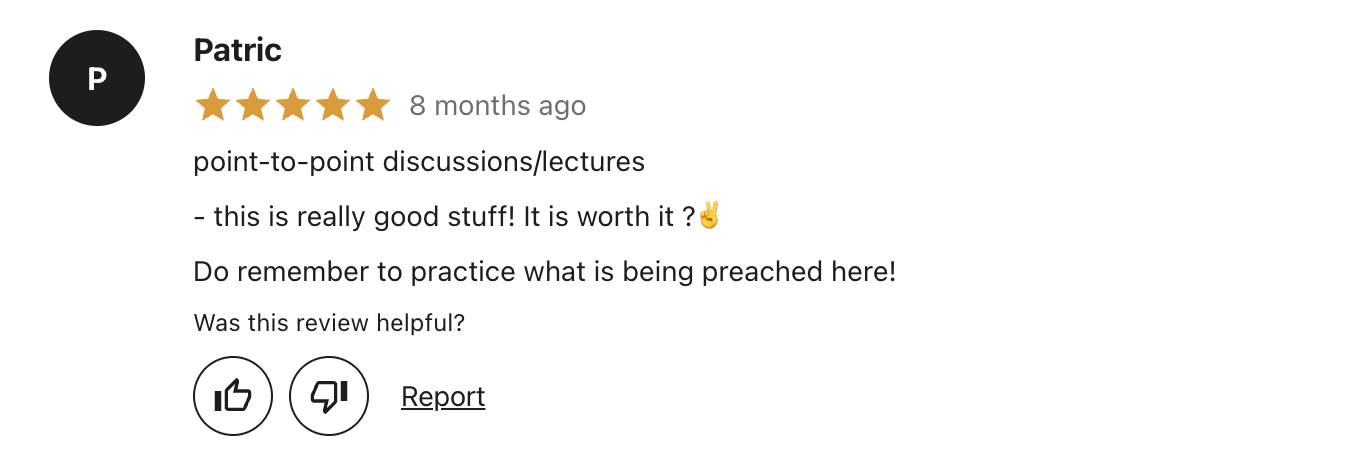 P
Patric
8 months ago
point-to-point discussions/lectures
- this is really good stuff! It is worth it ?✌️
Do remember to practice what is being preached here!
Was this review helpful?
Report